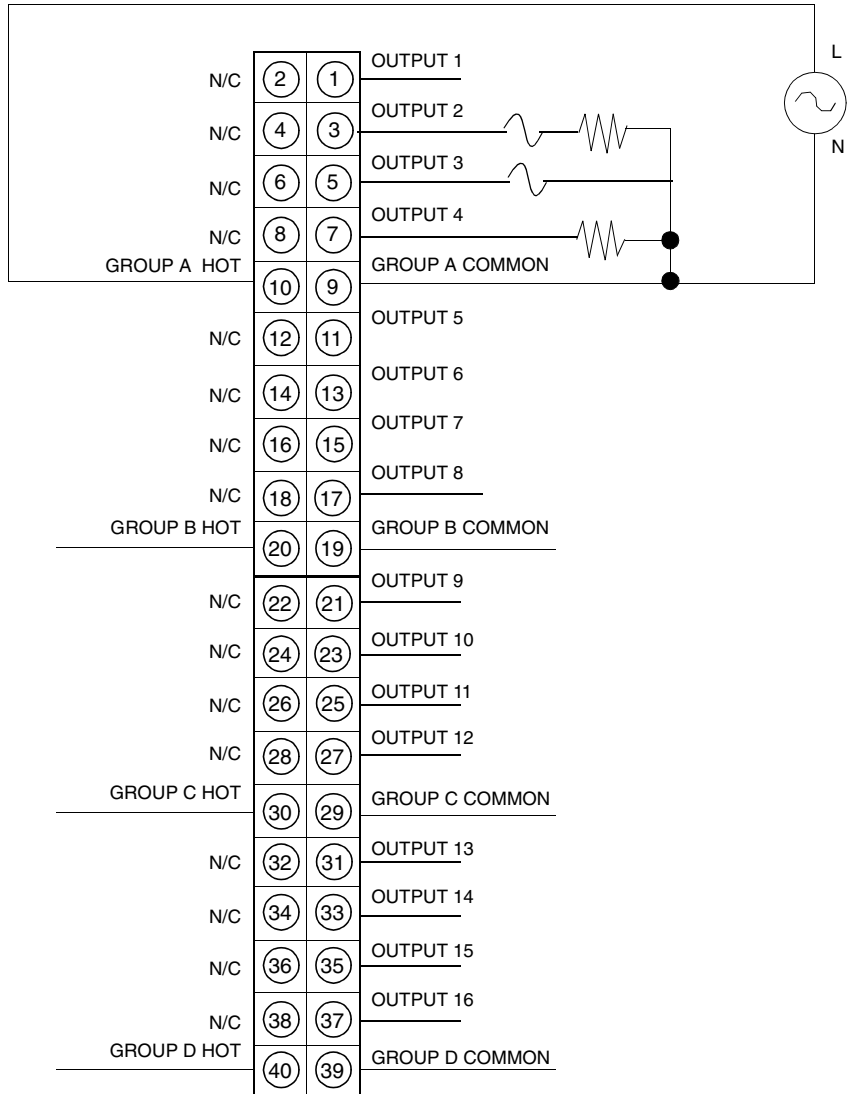 L
OUTPUT 1
N/C 2 1
OUTPUT 2
N/C 4 3
N
OUTPUT 3
N/C 6 5
OUTPUT 4
N/C 8 7
GROUP A HOT 10 9 GROUP A COMMON
OUTPUT 5
N/C 12 11
OUTPUT 6
N/C 14 13
OUTPUT 7
N/C 16 15
OUTPUT 8
N/C 18 17
GROUP B HOT 20 19 GROUP B COMMON
OUTPUT 9
N/C 22 21
OUTPUT 10
N/C 24 23
OUTPUT 11
N/C 26 25
OUTPUT 12
N/C 28 27
GROUP C HOT 30 29 GROUP C COMMON
OUTPUT 13
N/C 32 31
OUTPUT 14
N/C 34 33
OUTPUT 15
N/C 36 35
OUTPUT 16
N/C 38 37
GROUP D HOT 40 39 GROUP D COMMON